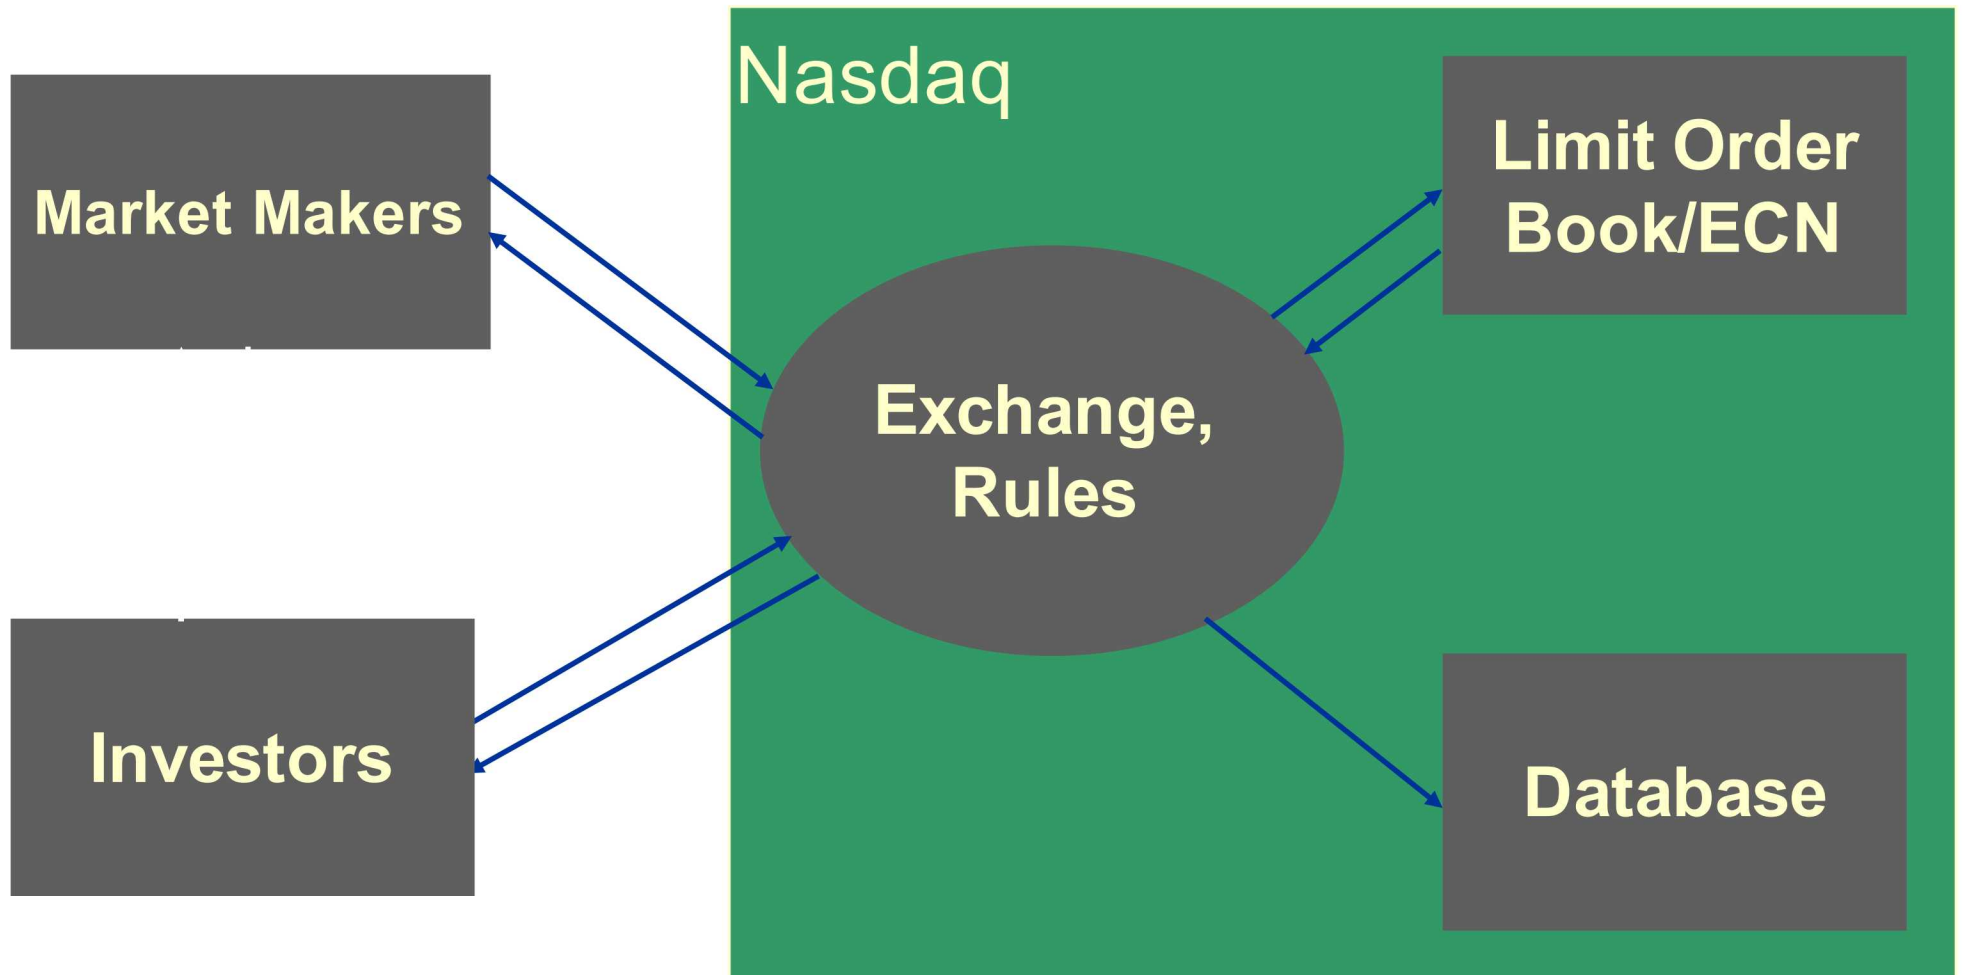 Nasdaq
Market Makers
Limit Order
Book/ECN
Exchange,
Rules
Investors
Database